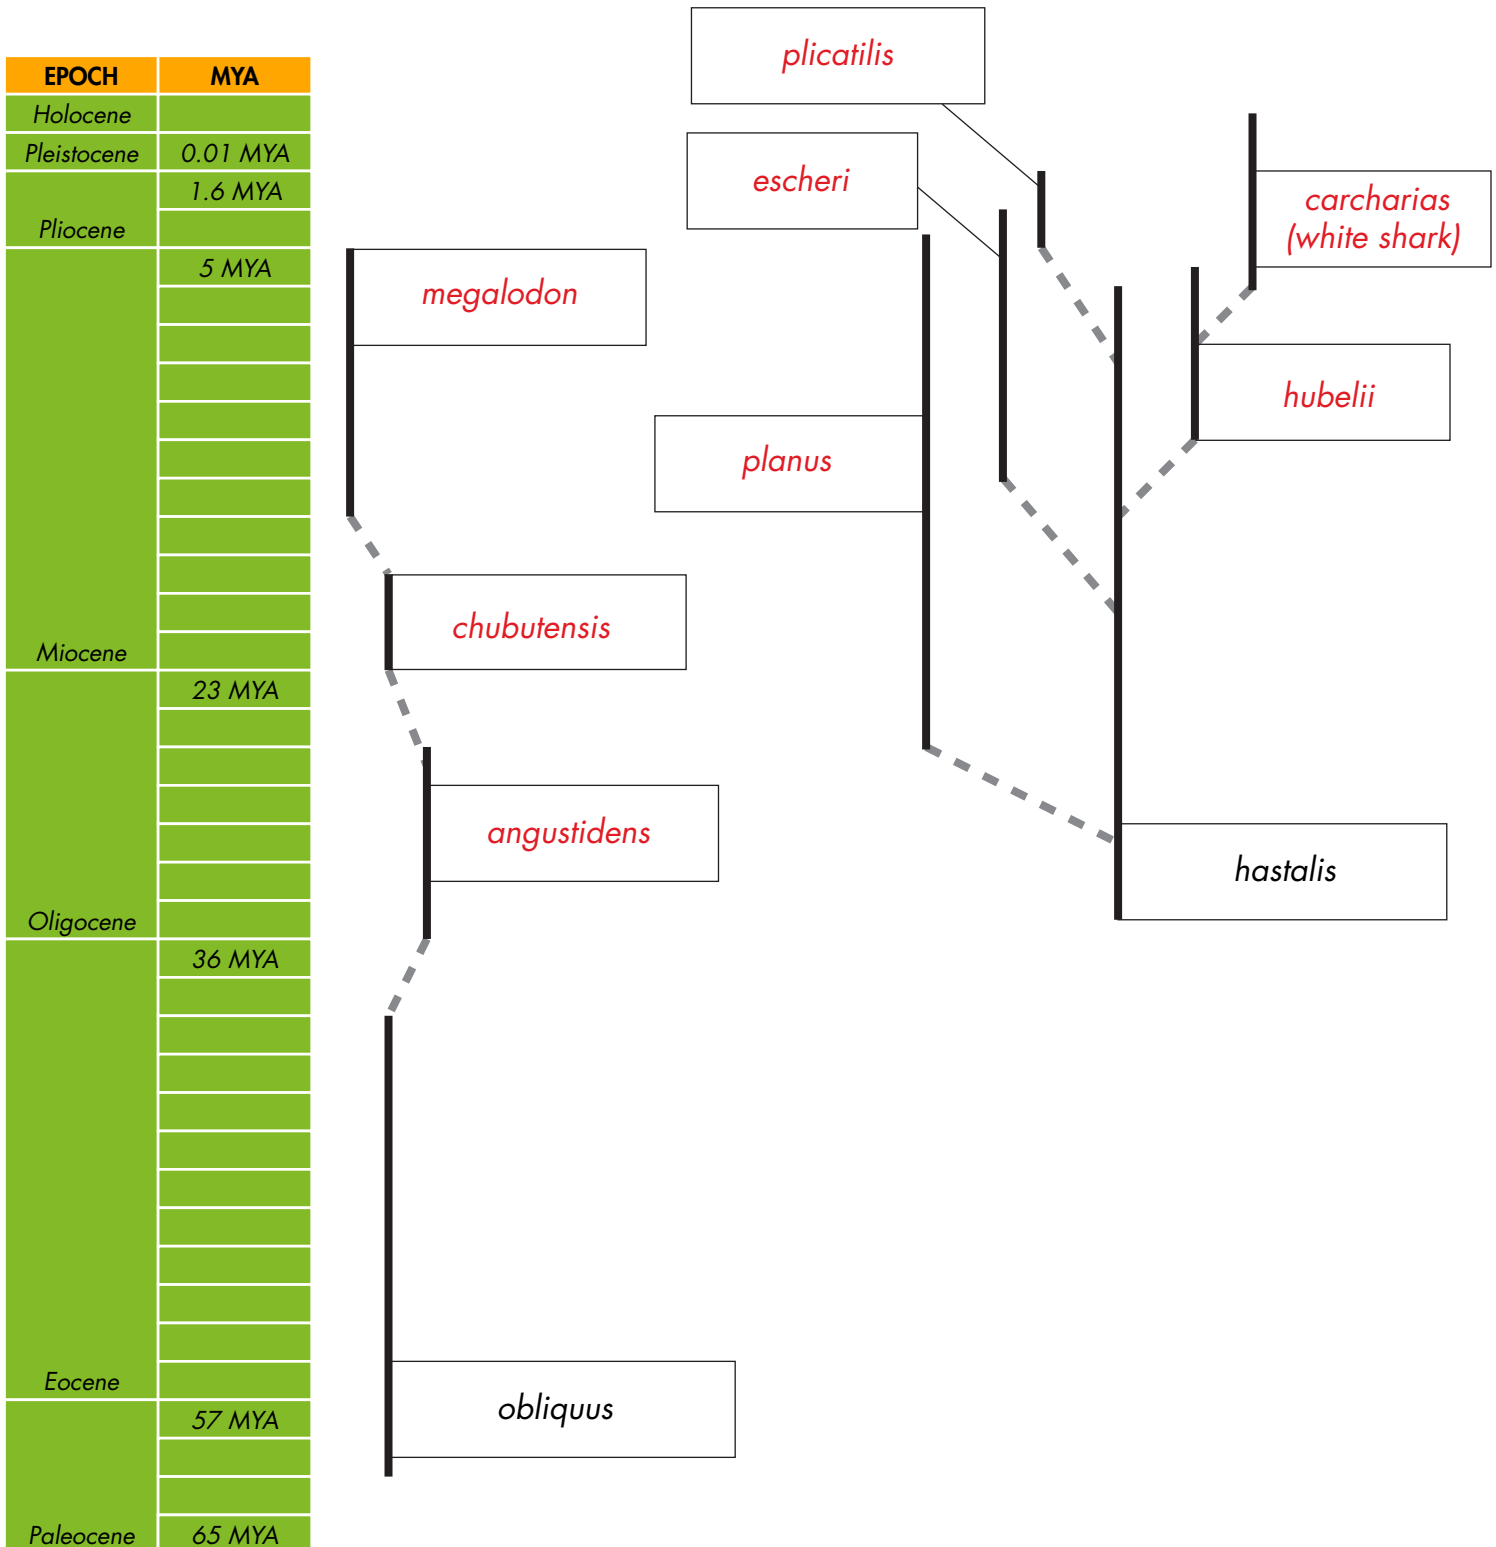 EPOCH MYA
Holocene
Pleistocene 0.01 MYA
1.6 MYA
Pliocene
5 MYA
Miocene
23 MYA
Oligocene
36 MYA
Eocene
57 MYA
Paleocene 65 MYA
plicatilis
escheri
carcharias
(white shark)
megalodon
hubelii
planus
chubutensis
angustidens
hastalis
obliquus